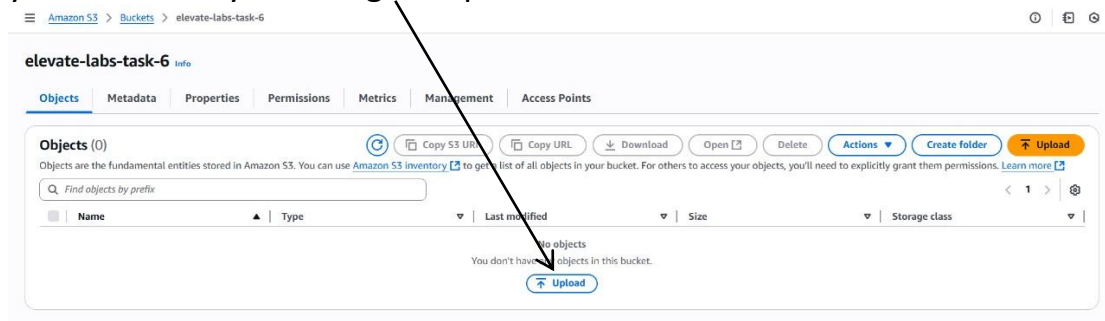 Amazon S3 > Buckets > elevate-labs-task-6
elevate-labs-task-6 Info
Objects Metadata Properties Permissions Metrics Management Access Points
Objects (0) Copy S3 URI Copy URL Download Open Delete Actions Create folder Upload
Objects are the fundamental entities stored in Amazon S3. You can use Amazon S3 inventory to get a list of all objects in your bucket. For others to access your objects, you'll need to explicitly grant them permissions. Learn more
Find objects by prefix 1
Name Type Last modified Size Storage class
No objects
You don't have any objects in this bucket.
Upload